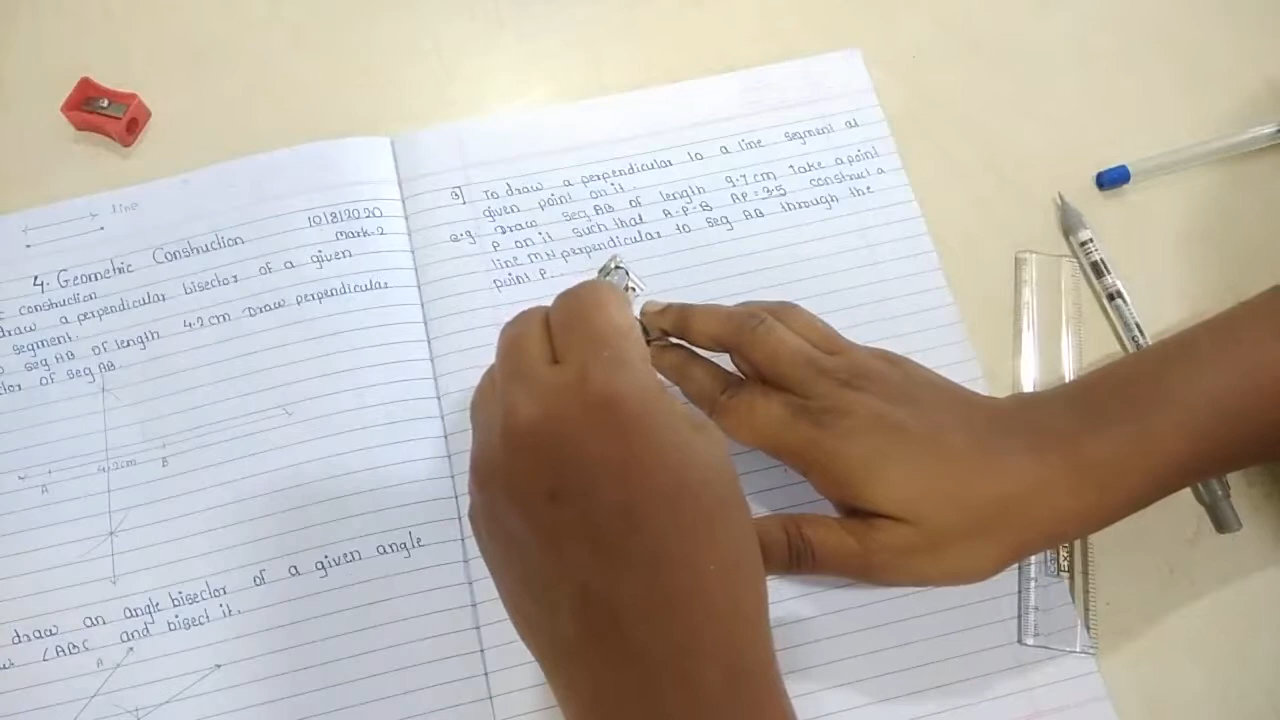 line
10/8/2020
4. Geometric Construction
Mark-2
construction
draw a perpendicular bisector of a given
segment.
seg AB of length 4.2 cm Draw perpendicular
of seg AB
4.2cm
A
B
draw an angle bisector of a given angle
∠ABC and bisect it.
A
To draw a perpendicular to a line segment at
given point on it.
e.g Draw seg AB of length 9.7 cm Take a point
P on it such that A-P-B AP = 3.5 construct a
line MN perpendicular to seg AB through the
point P.